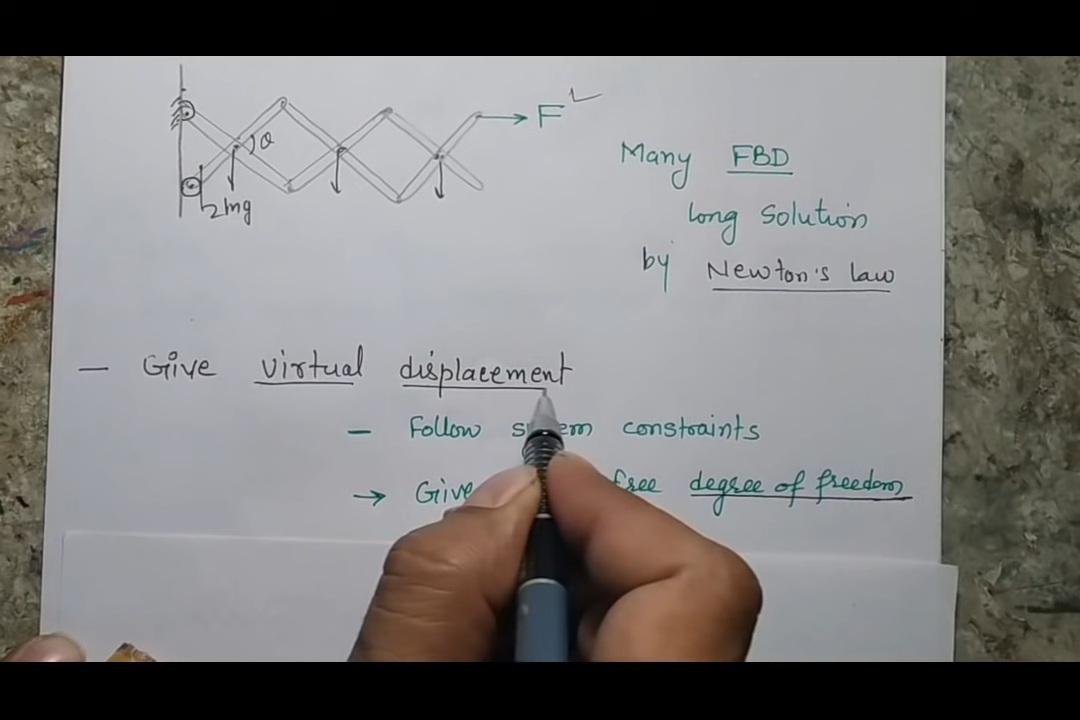 F
θ
2mg
Many FBD
long solution
by Newton's law
— Give virtual displacement
— Follow constraints
→ Give free degree of freedom